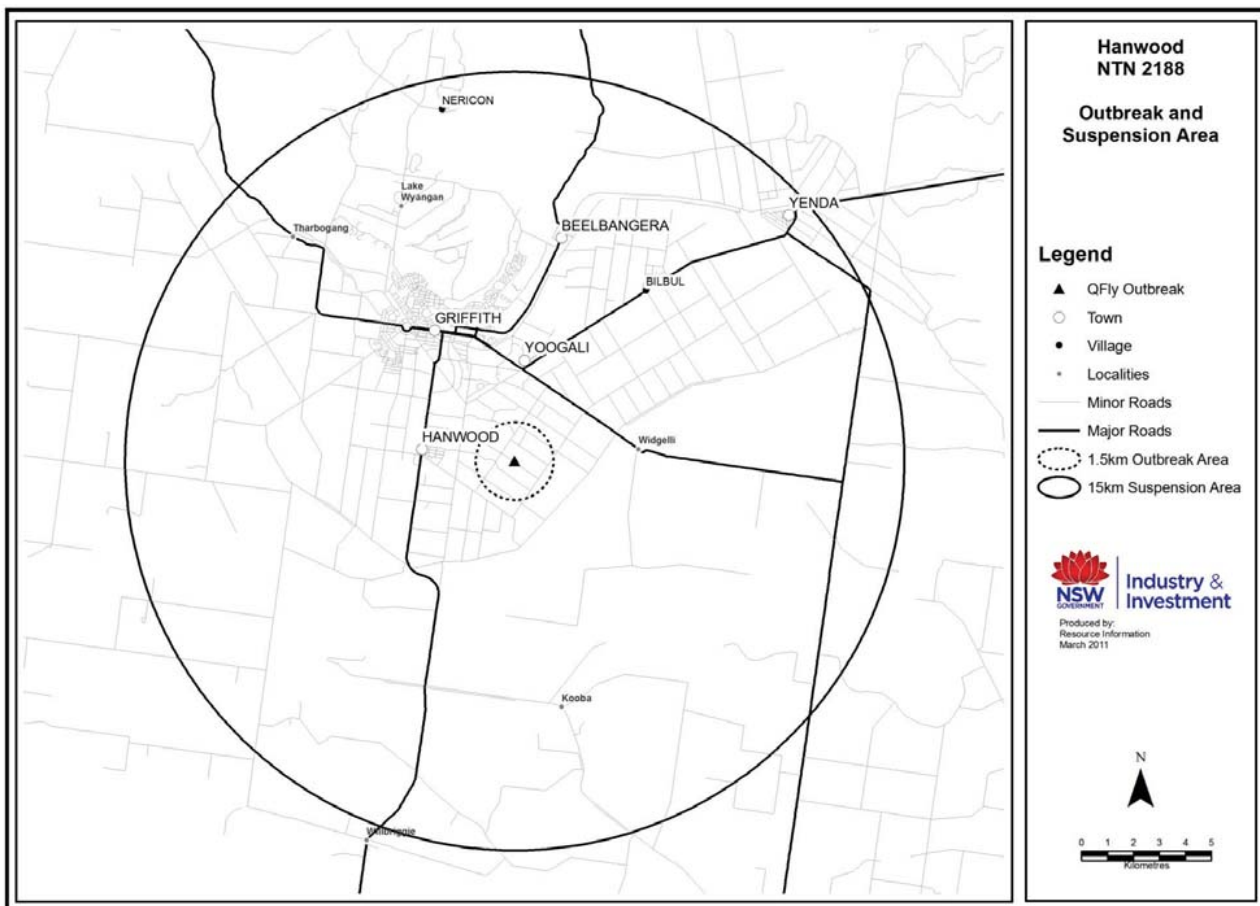 Hanwood
NTN 2188
Outbreak and
Suspension Area
NERICON
Lake
Wyangan
Tharbogang
BEELBANGERA
YENDA
BILBUL
GRIFFITH
YOOGALI
HANWOOD
Widgelli
Kooba
Willbriggie
Legend
QFly Outbreak
Town
Village
Localities
Minor Roads
Major Roads
1.5km Outbreak Area
15km Suspension Area
NSW
GOVERNMENT
Industry &
Investment
Produced by:
Resource Information
March 2011
N
0 1 2 3 4 5
Kilometres